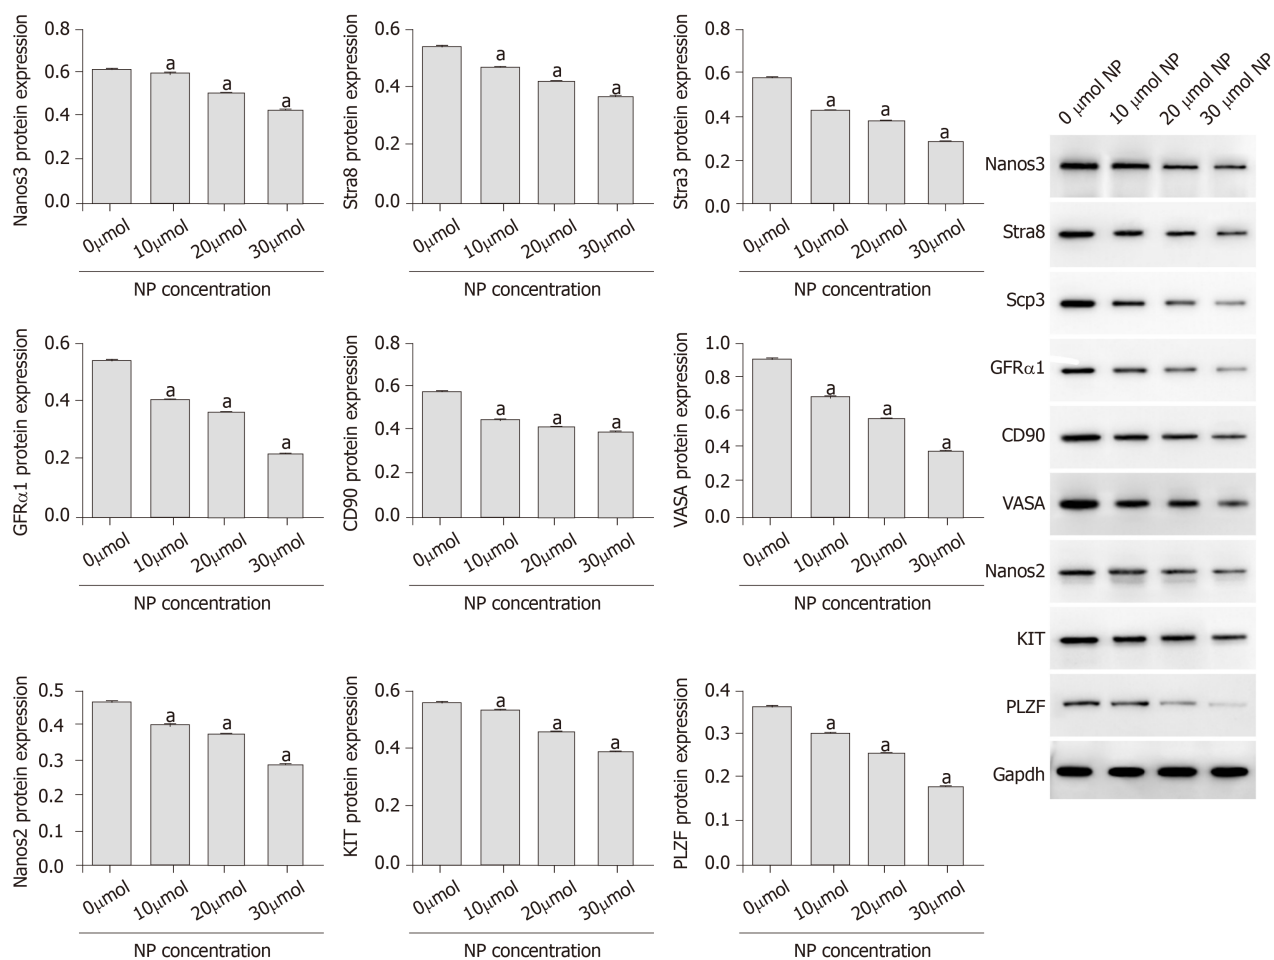 Nanos3 protein expression
0.8
0.6
0.4
0.2
0.0
a
a
a
0μmol
10μmol
20μmol
30μmol
NP concentration
Stra8 protein expression
0.6
0.4
0.2
0.0
a
a
a
0μmol
10μmol
20μmol
30μmol
NP concentration
Stra3 protein expression
0.8
0.6
0.4
0.2
0.0
a
a
a
0μmol
10μmol
20μmol
30μmol
NP concentration
GFRα1 protein expression
0.6
0.4
0.2
0.0
a
a
a
0μmol
10μmol
20μmol
30μmol
NP concentration
CD90 protein expression
0.8
0.6
0.4
0.2
0.0
a
a
a
0μmol
10μmol
20μmol
30μmol
NP concentration
VASA protein expression
1.0
0.8
0.6
0.4
0.2
0.0
a
a
a
0μmol
10μmol
20μmol
30μmol
NP concentration
Nanos2 protein expression
0.5
0.4
0.3
0.2
0.1
0.0
a
a
a
0μmol
10μmol
20μmol
30μmol
NP concentration
KIT protein expression
0.6
0.4
0.2
0.0
a
a
a
0μmol
10μmol
20μmol
30μmol
NP concentration
PLZF protein expression
0.4
0.3
0.2
0.1
0.0
a
a
a
0μmol
10μmol
20μmol
30μmol
NP concentration
0 μmol NP
10 μmol NP
20 μmol NP
30 μmol NP
Nanos3
Stra8
Scp3
GFRα1
CD90
VASA
Nanos2
KIT
PLZF
Gapdh